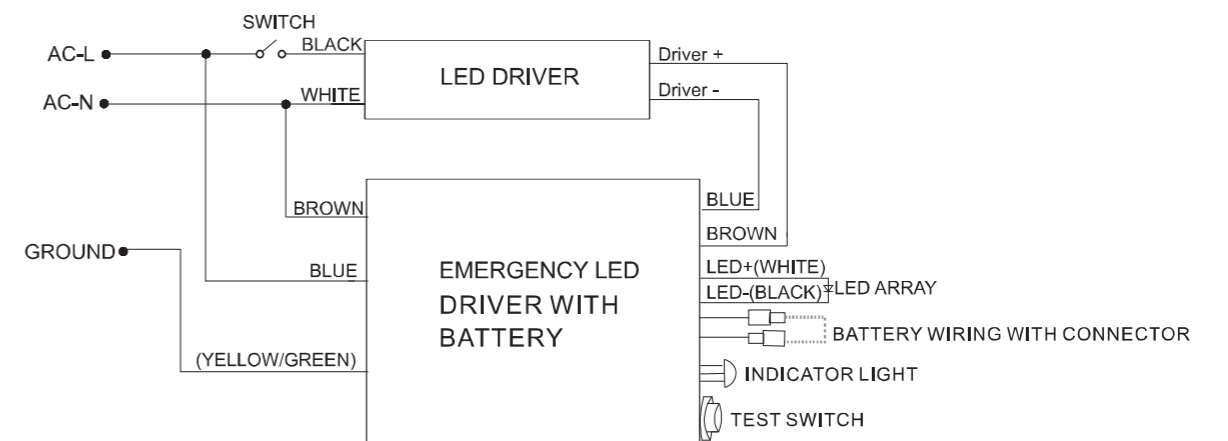 SWITCH
AC-L
BLACK
LED DRIVER
Driver +
AC-N
WHITE
Driver -
BROWN
BLUE
BROWN
GROUND
BLUE
EMERGENCY LED
DRIVER WITH
BATTERY
LED+(WHITE)
LED-(BLACK)
LED ARRAY
BATTERY WIRING WITH CONNECTOR
(YELLOW/GREEN)
INDICATOR LIGHT
TEST SWITCH